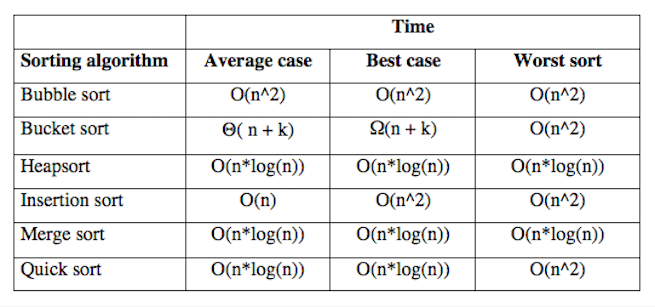 Time
Sorting algorithm Average case Best case Worst sort
Bubble sort O(n^2) O(n^2) O(n^2)
Bucket sort Θ( n + k) Ω(n + k) O(n^2)
Heapsort O(n*log(n)) O(n*log(n)) O(n*log(n))
Insertion sort O(n) O(n^2) O(n^2)
Merge sort O(n*log(n)) O(n*log(n)) O(n*log(n))
Quick sort O(n*log(n)) O(n*log(n)) O(n^2)